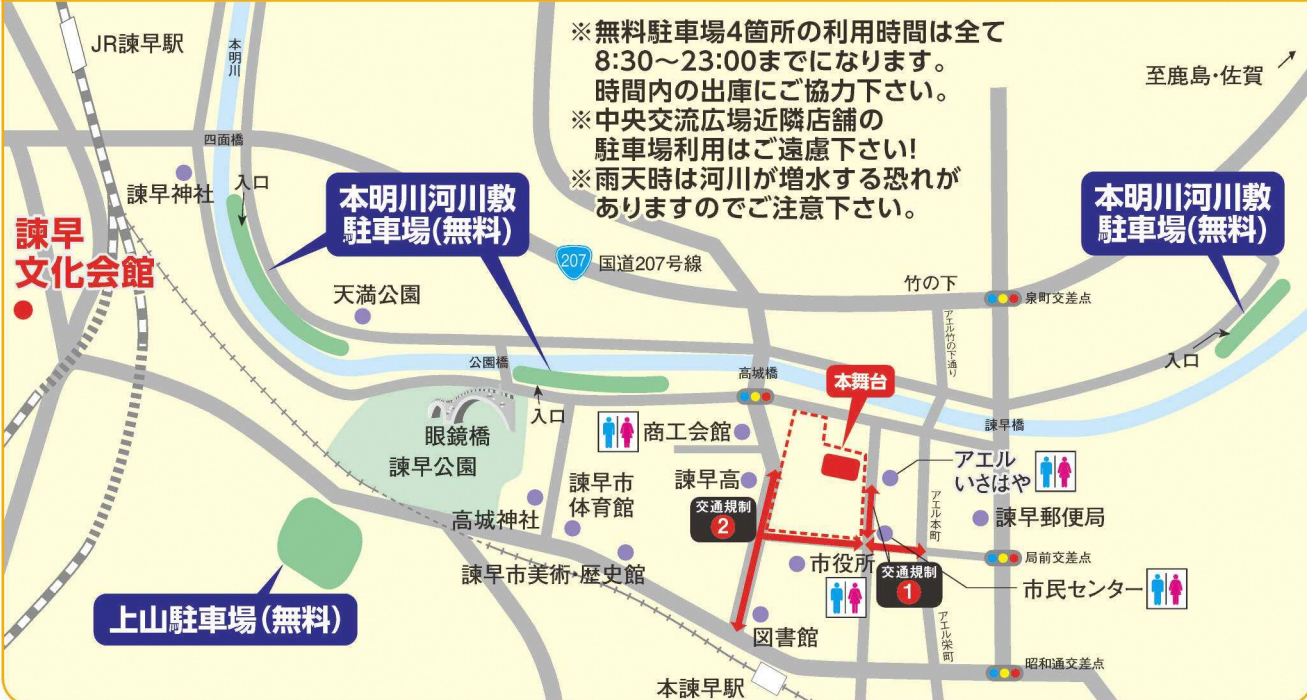 JR諫早駅
本明川
※無料駐車場4箇所の利用時間は全て
8:30～23:00までになります。
時間内の出庫にご協力下さい。
※中央交流広場近隣店舗の
駐車場利用はご遠慮下さい!
※雨天時は河川が増水する恐れが
ありますのでご注意下さい。
至鹿島・佐賀
四面橋
諫早神社
入口
本明川河川敷
駐車場(無料)
本明川河川敷
駐車場(無料)
諫早
文化会館
207
国道207号線
天満公園
竹の下
泉町交差点
アエル竹の下通り
入口
公園橋
高城橋
本舞台
入口
眼鏡橋
諫早公園
商工会館
諫早橋
アエル
いさはや
諫早市
体育館
諫早高
交通規制
2
高城神社
アエル本町
諫早郵便局
諫早市美術・歴史館
市役所
交通規制
1
局前交差点
市民センター
上山駐車場(無料)
図書館
アエル栄町
本諫早駅
昭和通交差点